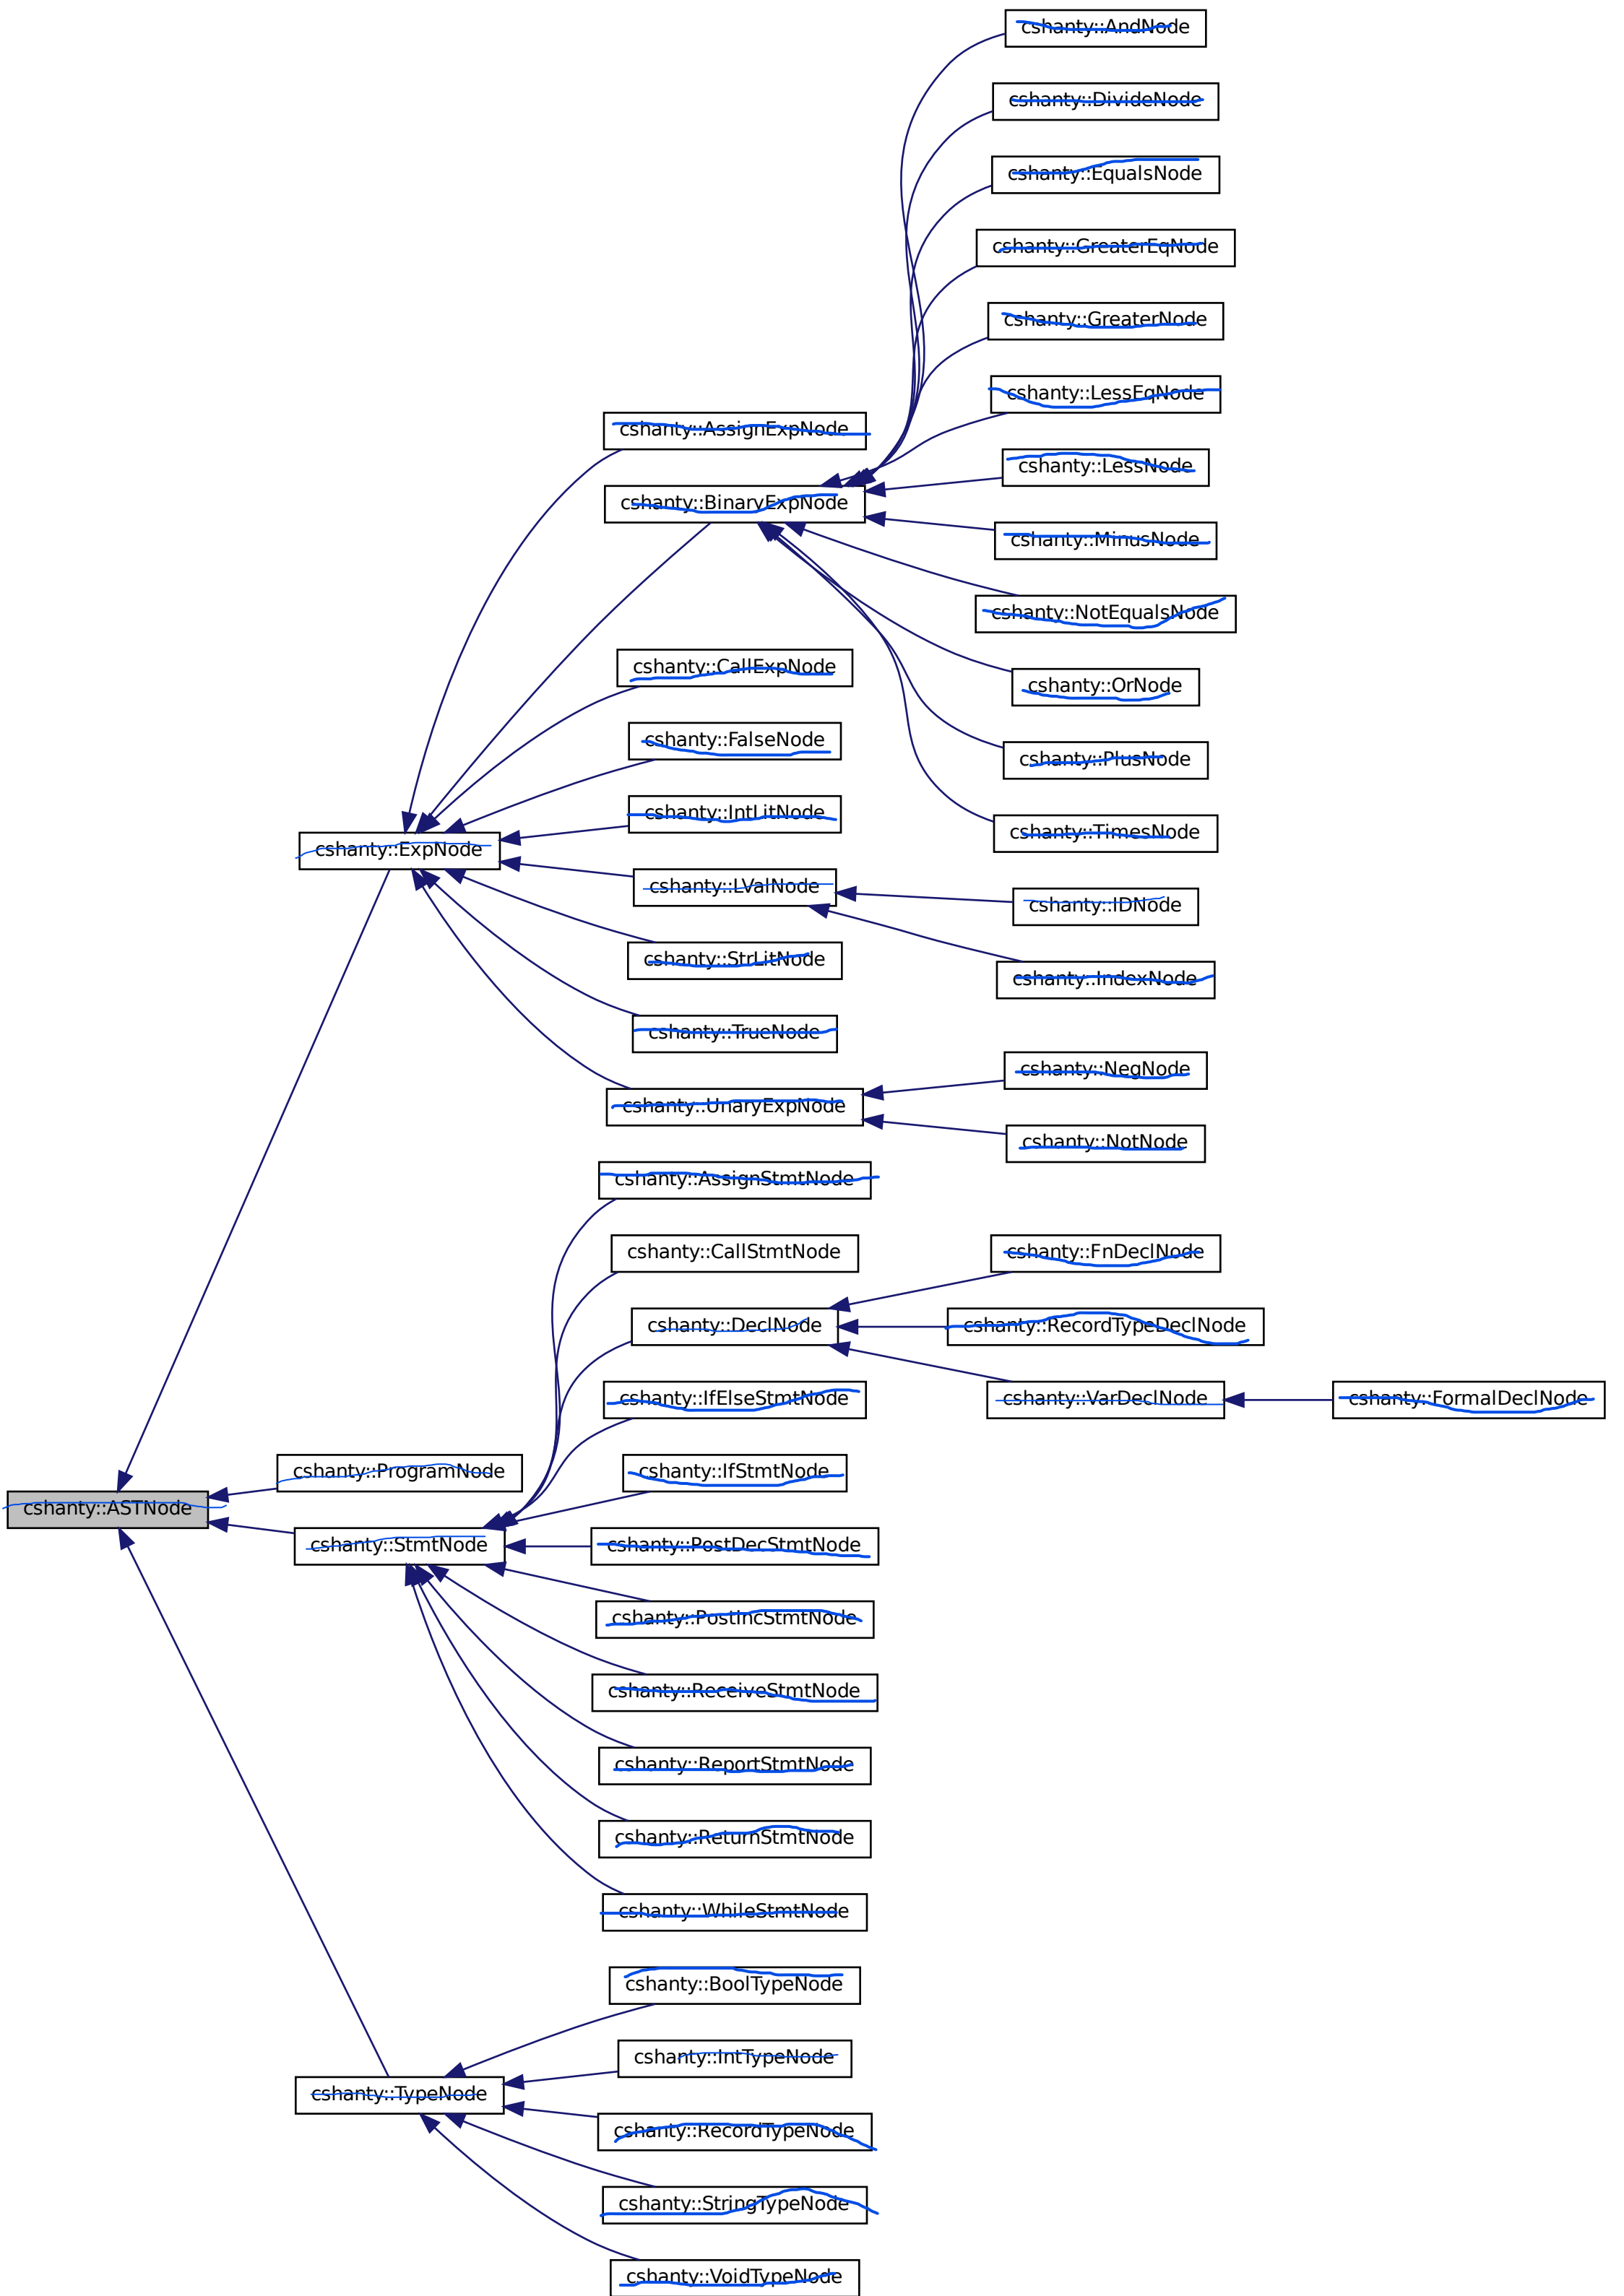 cshanty::AndNode
cshanty::DivideNode
cshanty::EqualsNode
cshanty::GreaterEqNode
cshanty::GreaterNode
cshanty::LessEqNode
cshanty::AssignExpNode
cshanty::LessNode
cshanty::BinaryExpNode
cshanty::MinusNode
cshanty::NotEqualsNode
cshanty::CallExpNode
cshanty::OrNode
cshanty::FalseNode
cshanty::PlusNode
cshanty::IntLitNode
cshanty::TimesNode
cshanty::ExpNode
cshanty::LValNode
cshanty::IDNode
cshanty::StrLitNode
cshanty::IndexNode
cshanty::TrueNode
cshanty::NegNode
cshanty::UnaryExpNode
cshanty::NotNode
cshanty::AssignStmtNode
cshanty::CallStmtNode
cshanty::FnDeclNode
cshanty::DeclNode
cshanty::RecordTypeDeclNode
cshanty::IfElseStmtNode
cshanty::VarDeclNode
cshanty::FormalDeclNode
cshanty::ProgramNode
cshanty::IfStmtNode
cshanty::ASTNode
cshanty::StmtNode
cshanty::PostDecStmtNode
cshanty::PostIncStmtNode
cshanty::ReceiveStmtNode
cshanty::ReportStmtNode
cshanty::ReturnStmtNode
cshanty::WhileStmtNode
cshanty::BoolTypeNode
cshanty::IntTypeNode
cshanty::TypeNode
cshanty::RecordTypeNode
cshanty::StringTypeNode
cshanty::VoidTypeNode